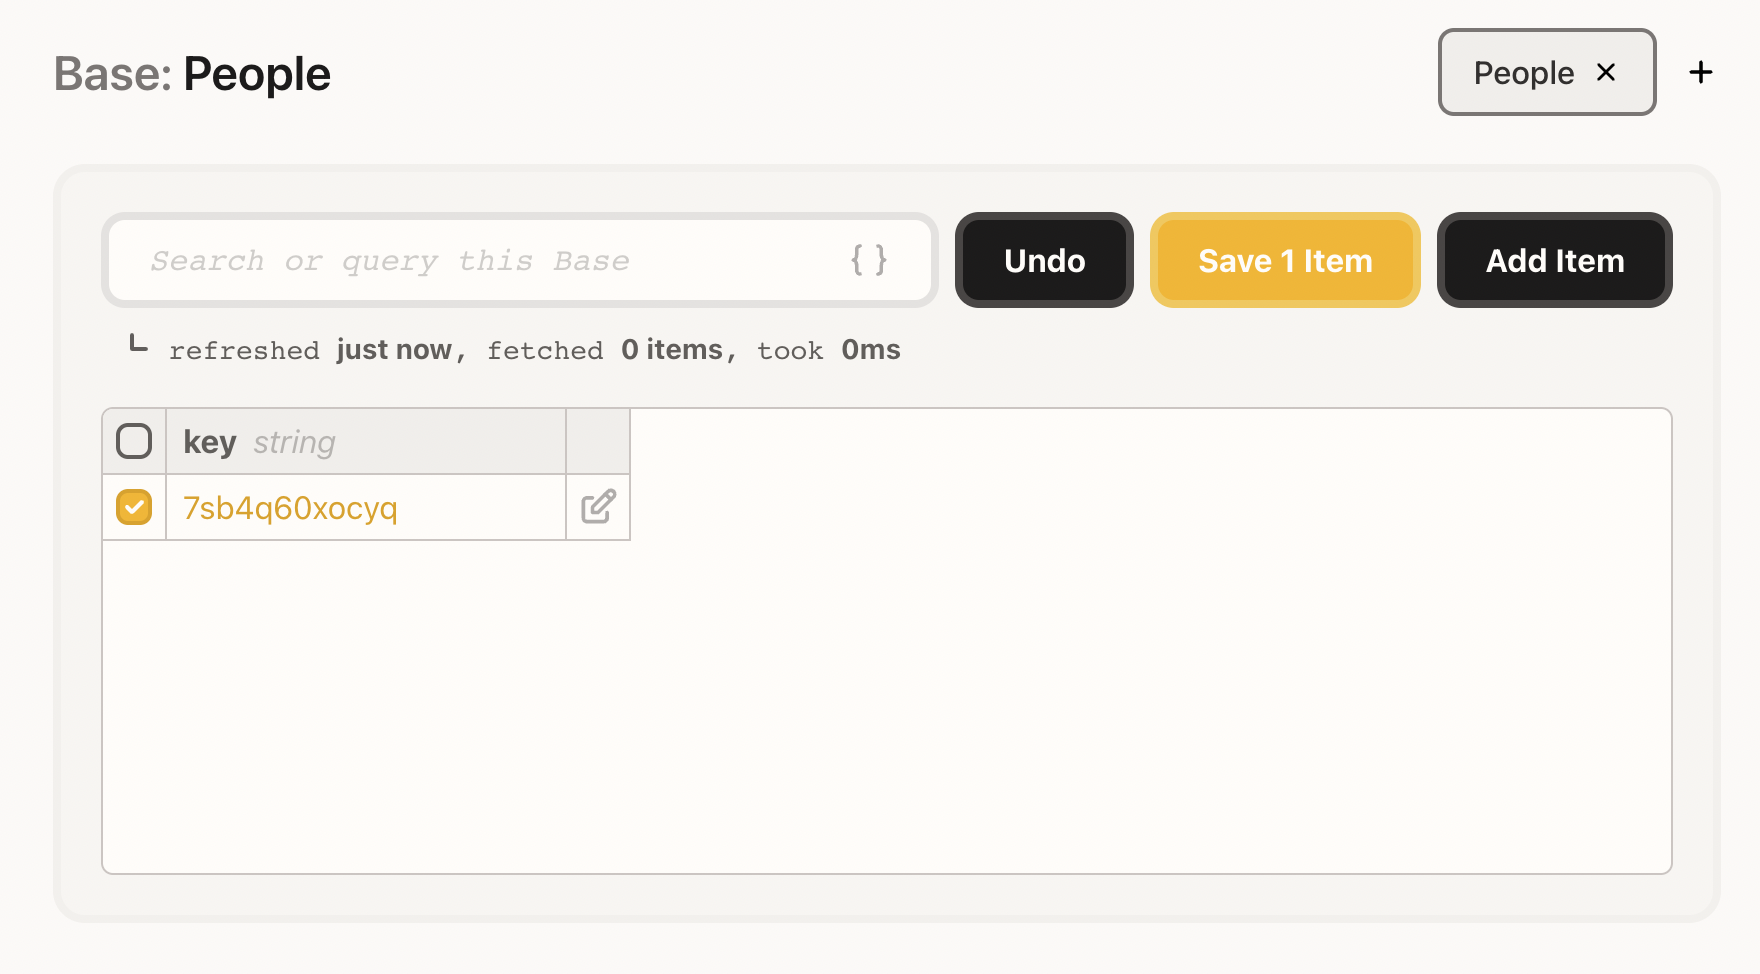 Base: People
People
Search or query this Base { }
Undo
Save 1 Item
Add Item
refreshed just now, fetched 0 items, took 0ms
key string
7sb4q60xocyq